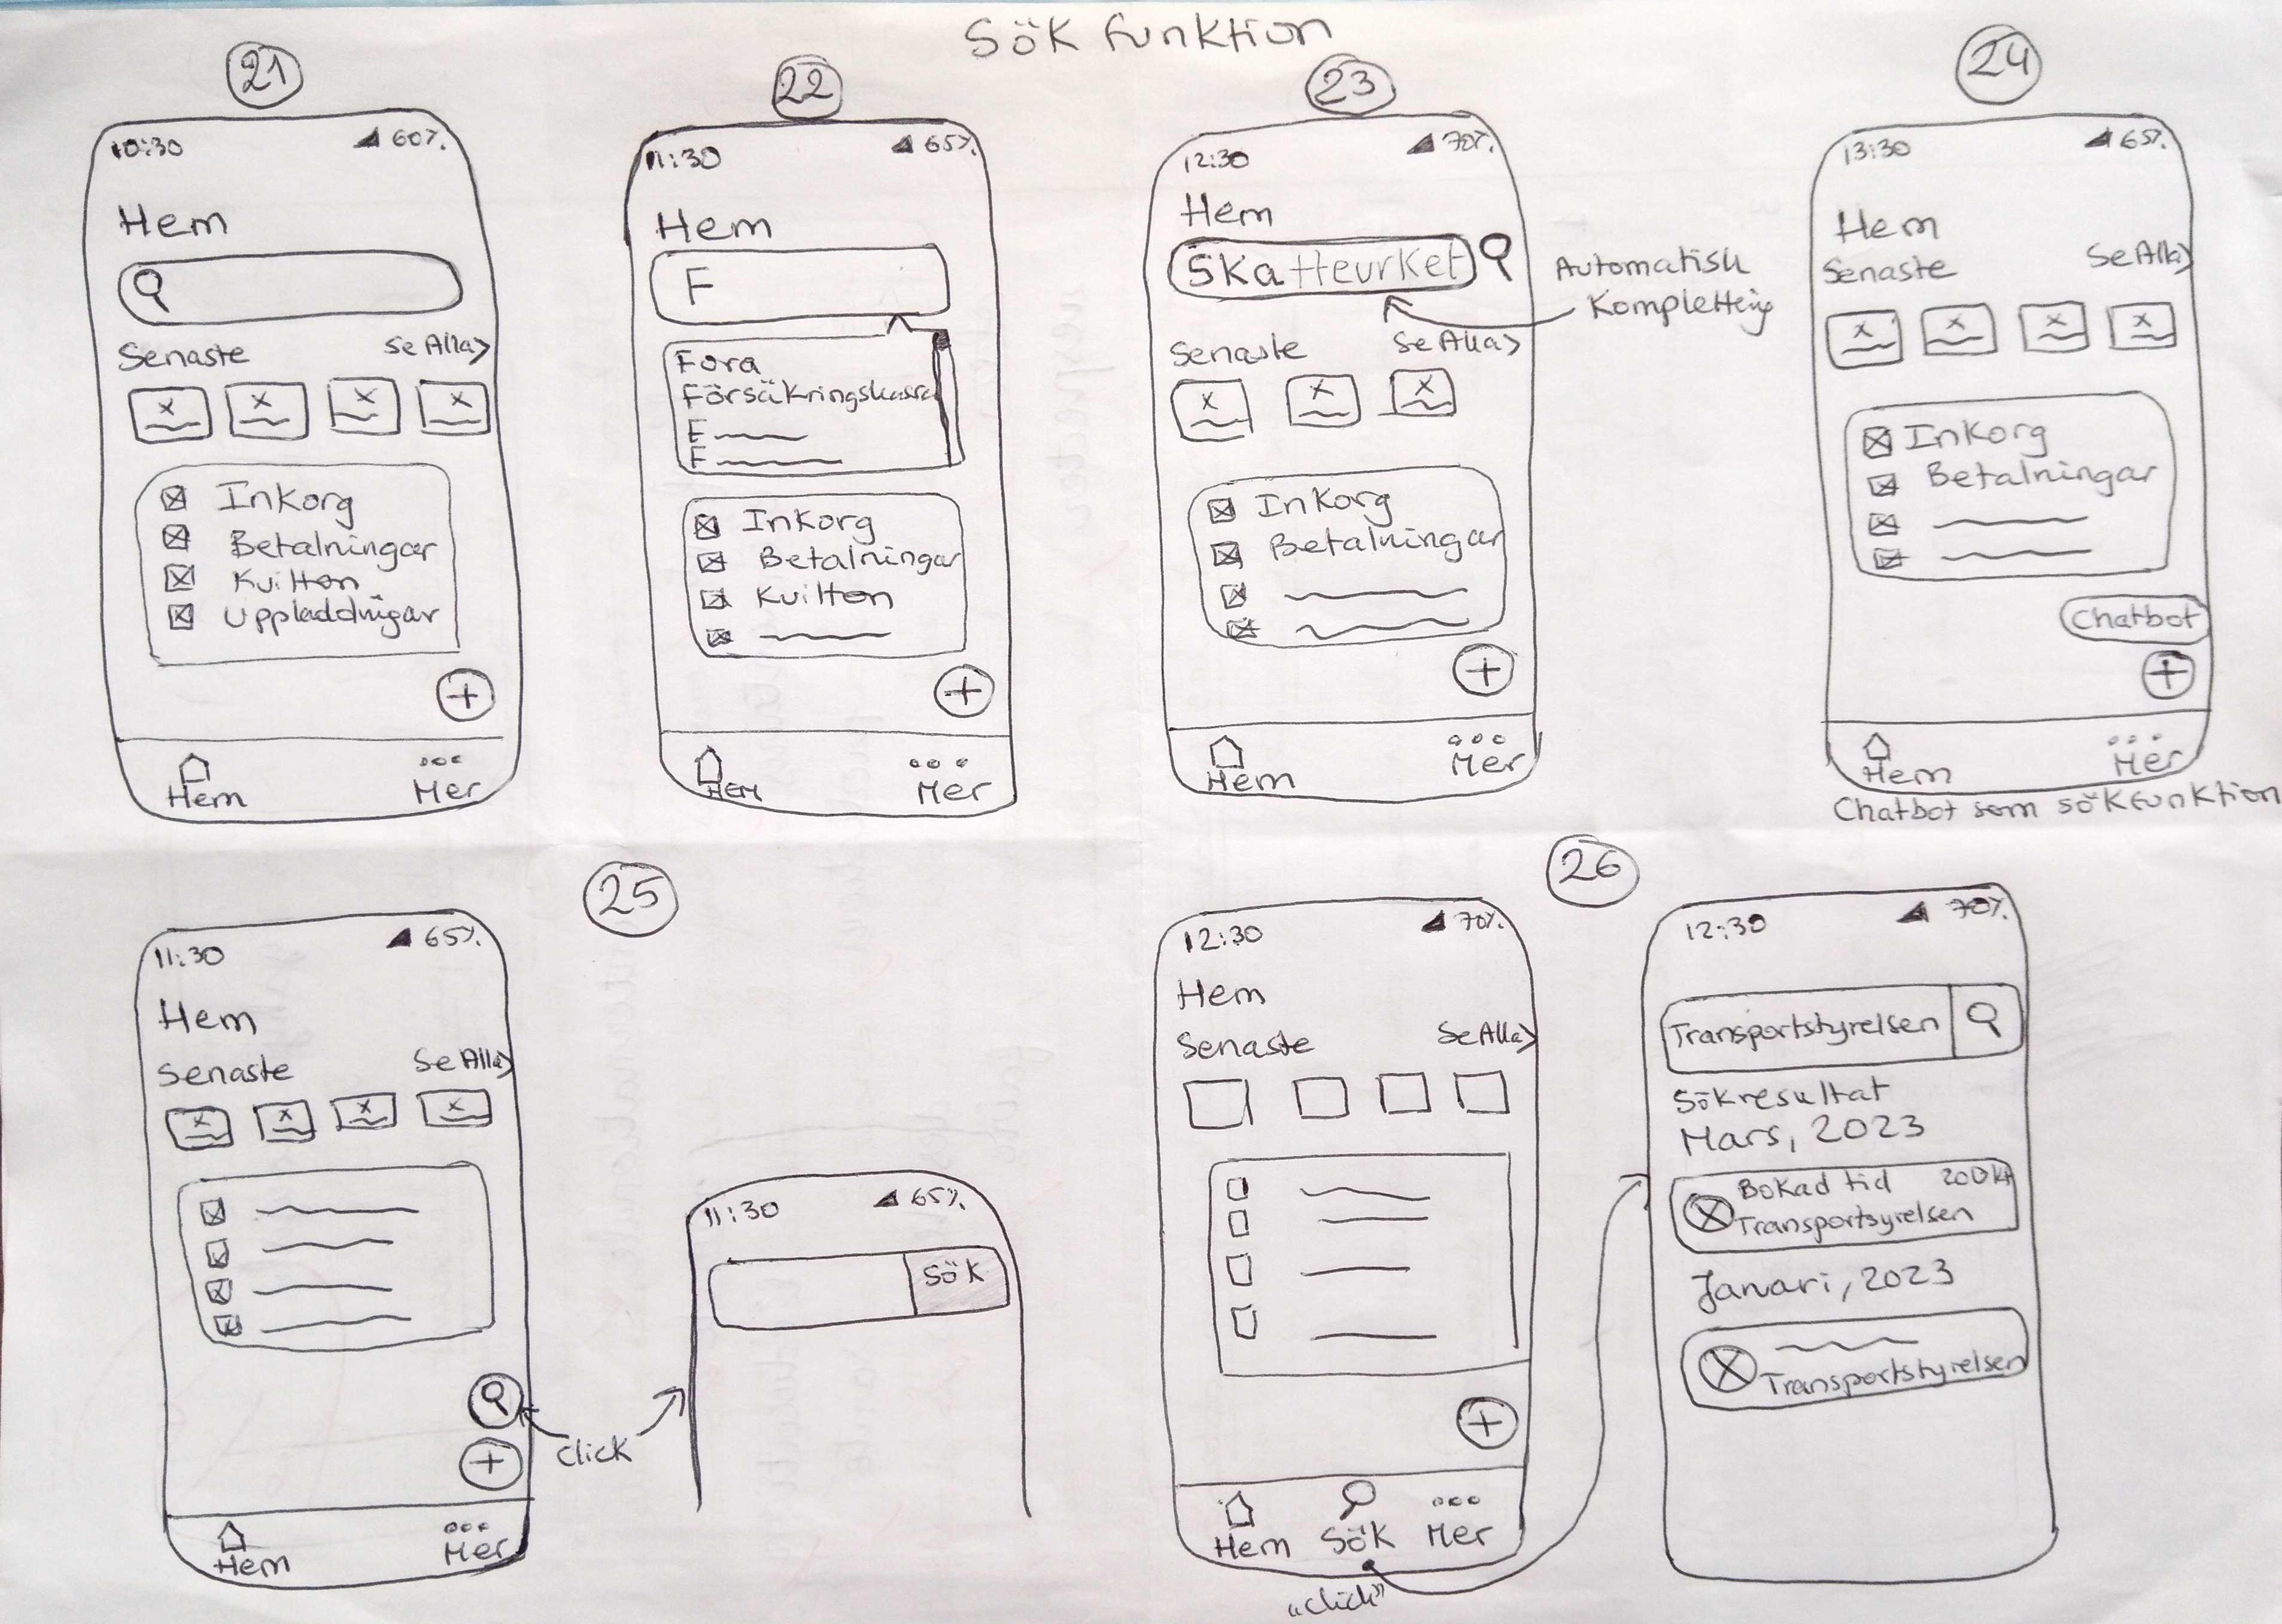 Sök funktion
21
10:30 60%
Hem
Senaste Se Alla>
Inkorg
Betalningar
Kvitton
Uppladdnigar
Hem Mer
22
11:30 65%
Hem
F
Fora
Försäkringskassa
F
F
Inkorg
Betalningar
Kvitton
Hem Mer
23
12:30 70%
Hem
Skatteverket
Automatisk
Komplettring
Senaste Se Alla>
Inkorg
Betalningar
Hem Mer
24
13:30 65%
Hem
Senaste Se Alla>
Inkorg
Betalningar
Chatbot
Hem Mer
Chatbot som sökfunktion
25
11:30 65%
Hem
Senaste Se Alla>
click
Hem Mer
11:30 65%
Sök
26
12:30 70%
Hem
Senaste Se Alla>
Hem Sök Mer
"click"
12:30 70%
Transportstyrelsen
Sökresultat
Mars, 2023
Bokad tid 200kr
Transportsyrelsen
Januari, 2023
Transportstyrelsen